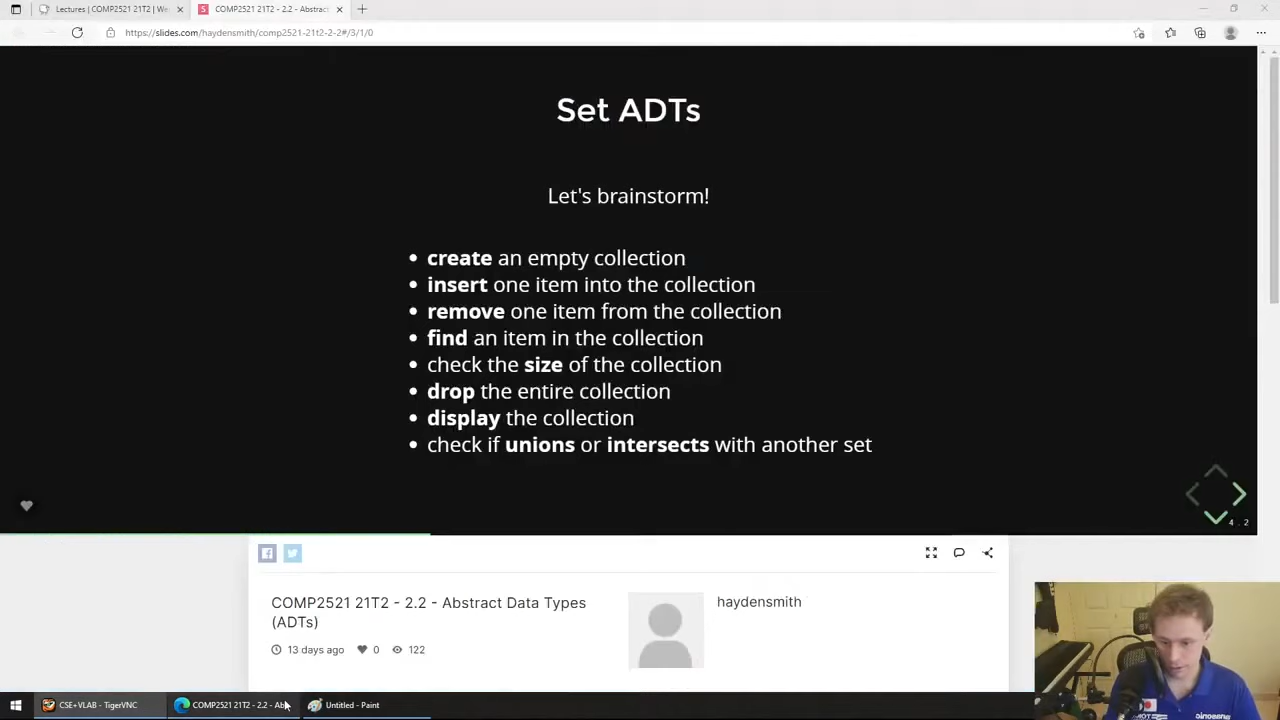 Lectures | COMP2521 21T2 | We
COMP2521 21T2 - 2.2 - Abstract
https://slides.com/haydensmith/comp2521-21t2-2-2#/3/1/0
Set ADTs
Let's brainstorm!
• create an empty collection
• insert one item into the collection
• remove one item from the collection
• find an item in the collection
• check the size of the collection
• drop the entire collection
• display the collection
• check if unions or intersects with another set
4.2
COMP2521 21T2 - 2.2 - Abstract Data Types
(ADTs)
haydensmith
13 days ago 0 122
CSE+VLAB - TigerVNC
COMP2521 21T2 - 2.2 - Ab
Untitled - Paint